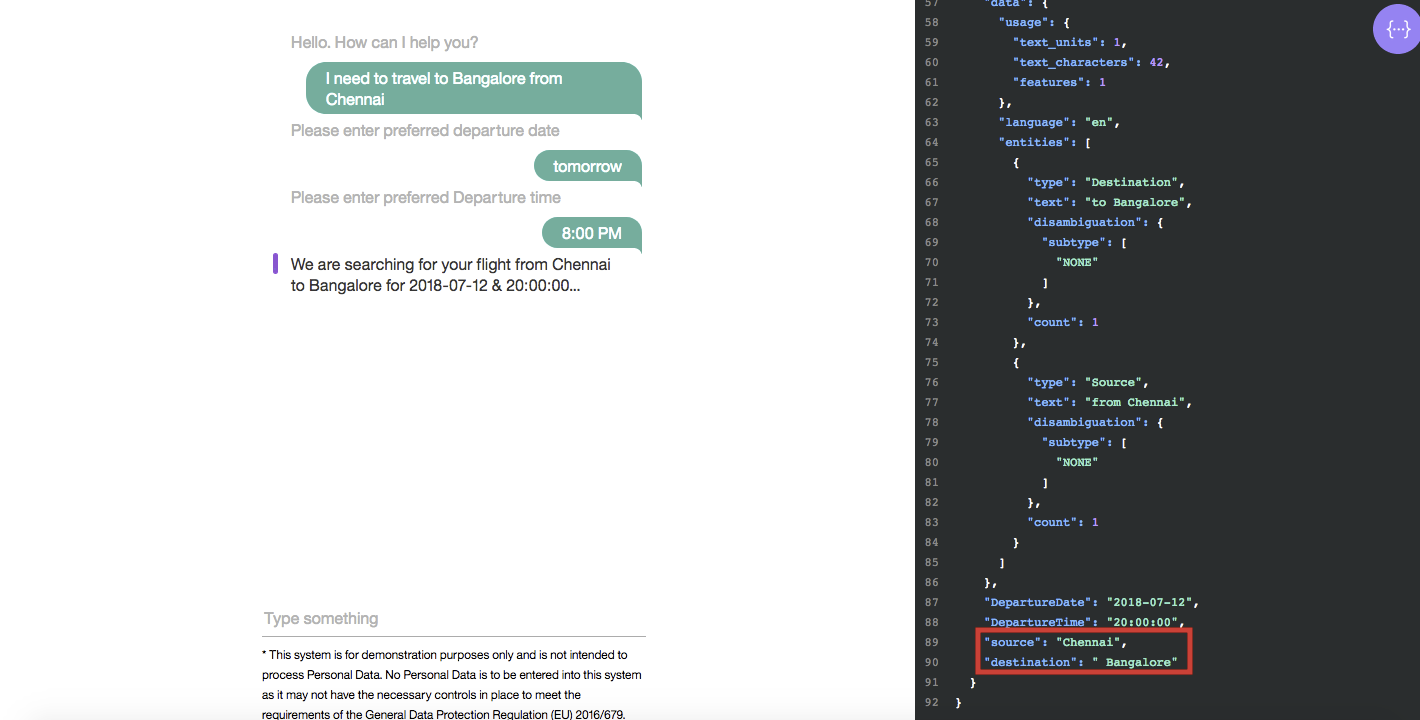 Hello. How can I help you?
I need to travel to Bangalore from
Chennai
Please enter preferred departure date
tomorrow
Please enter preferred Departure time
8:00 PM
We are searching for your flight from Chennai
to Bangalore for 2018-07-12 & 20:00:00...
Type something
* This system is for demonstration purposes only and is not intended to
process Personal Data. No Personal Data is to be entered into this system
as it may not have the necessary controls in place to meet the
requirements of the General Data Protection Regulation (EU) 2016/679.
57 "data": {
58 "usage": {
59 "text_units": 1,
60 "text_characters": 42,
61 "features": 1
62 },
63 "language": "en",
64 "entities": [
65 {
66 "type": "Destination",
67 "text": "to Bangalore",
68 "disambiguation": {
69 "subtype": [
70 "NONE"
71 ]
72 },
73 "count": 1
74 },
75 {
76 "type": "Source",
77 "text": "from Chennai",
78 "disambiguation": {
79 "subtype": [
80 "NONE"
81 ]
82 },
83 "count": 1
84 }
85 ]
86 },
87 "DepartureDate": "2018-07-12",
88 "DepartureTime": "20:00:00",
89 "source": "Chennai",
90 "destination": " Bangalore"
91 }
92 }
{...}